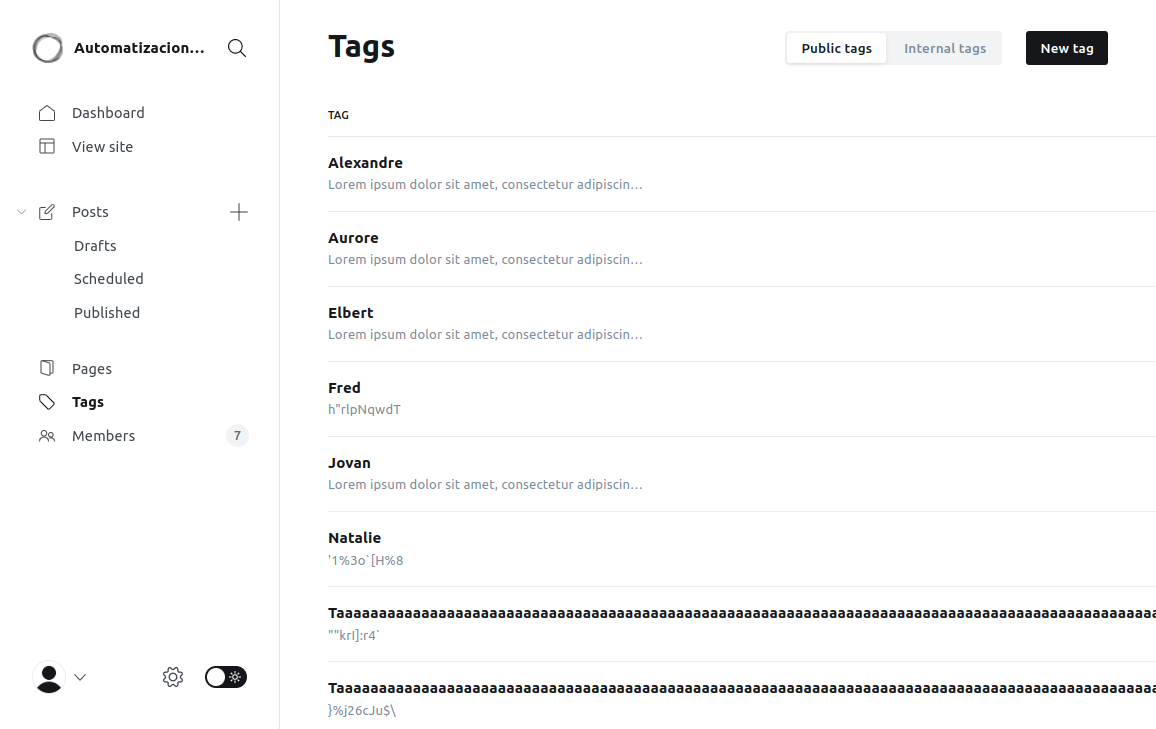 Automatizacion...
Dashboard
View site
Posts
Drafts
Scheduled
Published
Pages
Tags
Members
7
Tags
Public tags
Internal tags
New tag
TAG
Alexandre
Lorem ipsum dolor sit amet, consectetur adipiscin...
Aurore
Lorem ipsum dolor sit amet, consectetur adipiscin...
Elbert
Lorem ipsum dolor sit amet, consectetur adipiscin...
Fred
h"rlpNqwdT
Jovan
Lorem ipsum dolor sit amet, consectetur adipiscin...
Natalie
'1%3o`[H%8
""krI]:r4`
}%j26cJu$\